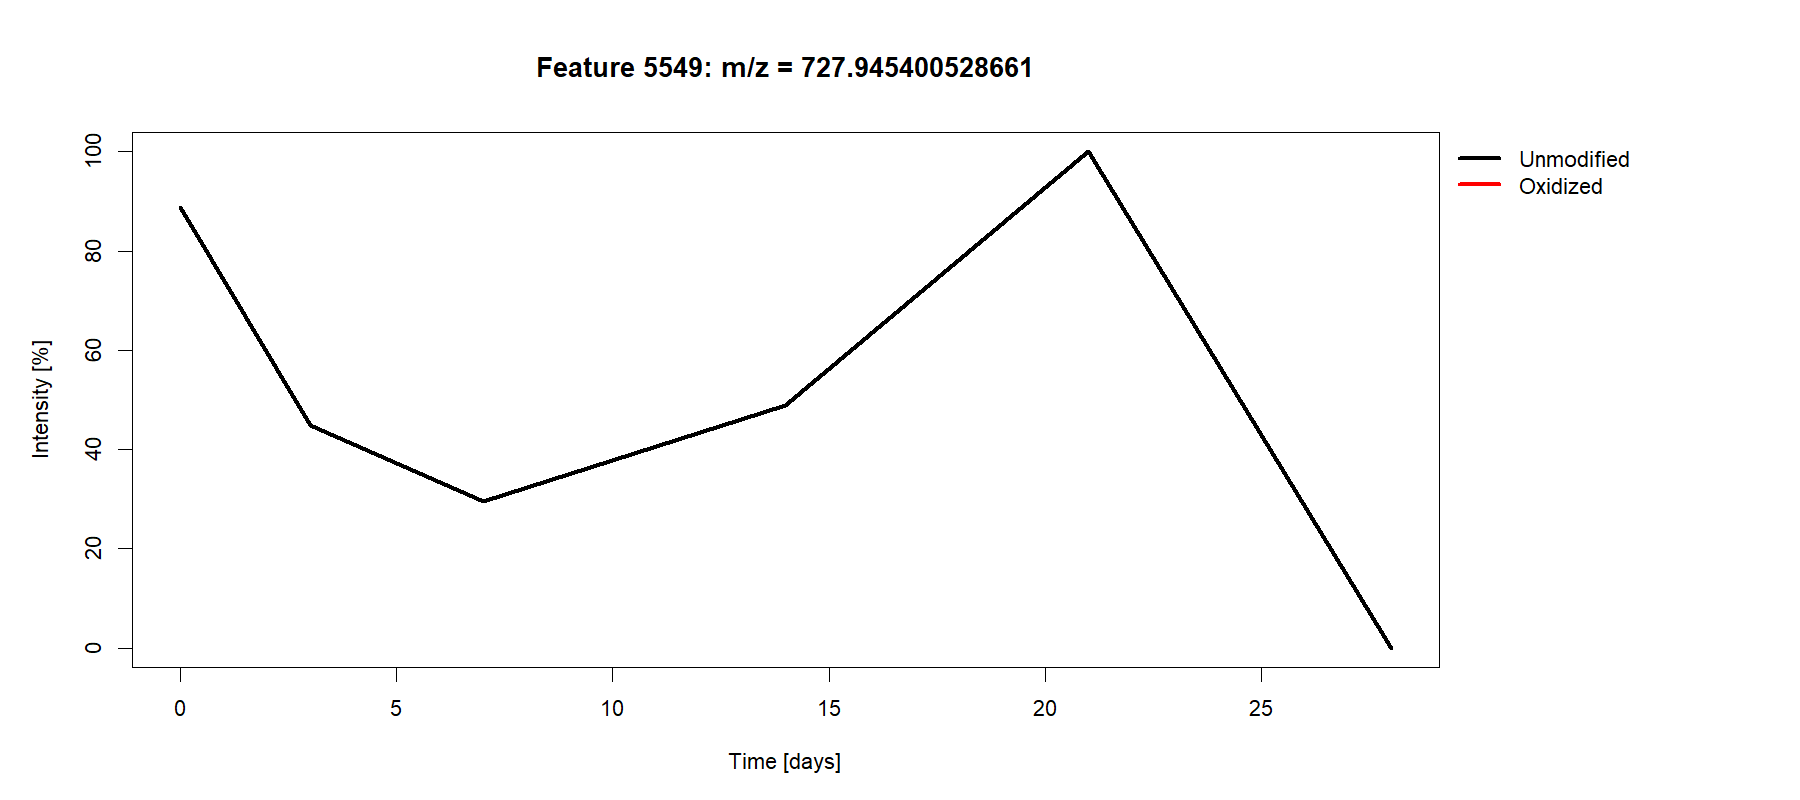 Feature 5549: m/z = 727.945400528661
100
80
60
40
20
0
Intensity [%]
0 5 10 15 20 25
Time [days]
Unmodified
Oxidized